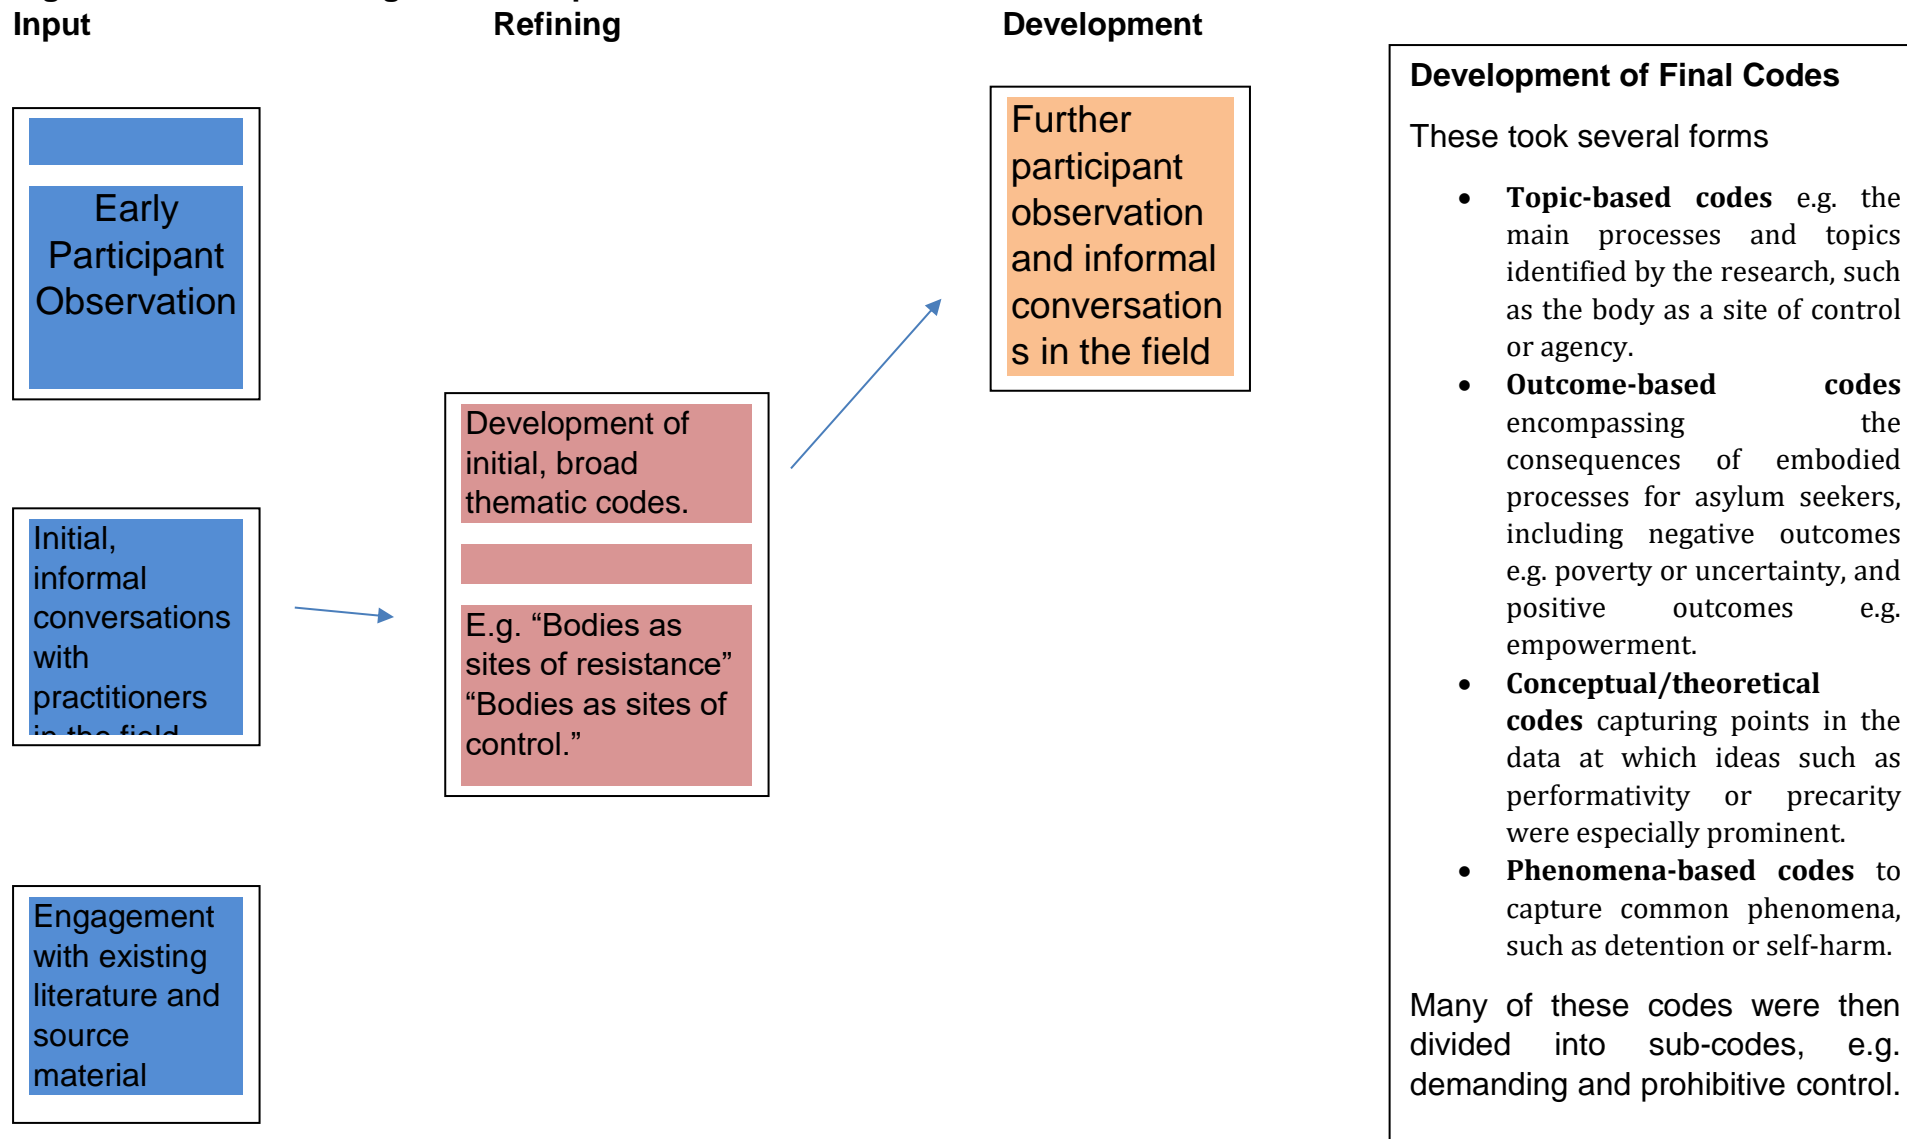 Input
Refining
Development
Early
Participant
Observation
Initial,
informal
conversations
with
practitioners
in the field
Engagement
with existing
literature and
source
material
Development of
initial, broad
thematic codes.
E.g. “Bodies as
sites of resistance”
“Bodies as sites of
control.”
Further
participant
observation
and informal
conversation
s in the field
Development of Final Codes
These took several forms
• Topic-based codes e.g. the
main processes and topics
identified by the research, such
as the body as a site of control
or agency.
• Outcome-based codes
encompassing the
consequences of embodied
processes for asylum seekers,
including negative outcomes
e.g. poverty or uncertainty, and
positive outcomes e.g.
empowerment.
• Conceptual/theoretical
codes capturing points in the
data at which ideas such as
performativity or precarity
were especially prominent.
• Phenomena-based codes to
capture common phenomena,
such as detention or self-harm.
Many of these codes were then
divided into sub-codes, e.g.
demanding and prohibitive control.